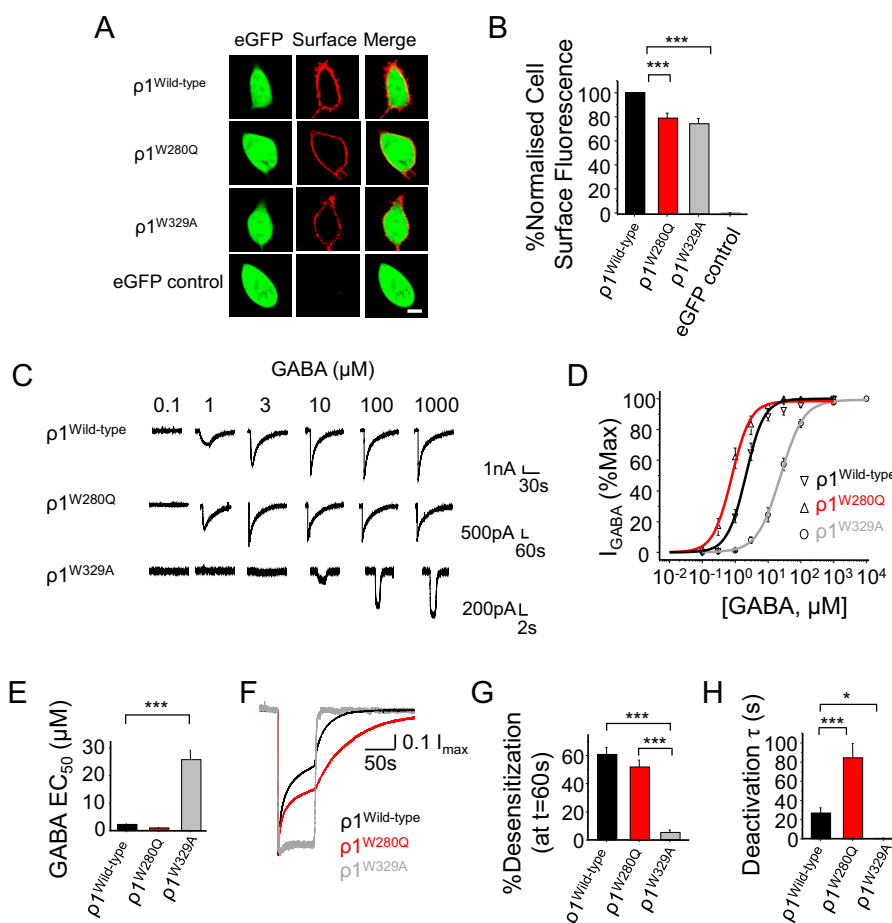 A
eGFP Surface Merge
ρ1Wild-type
ρ1W280Q
ρ1W329A
eGFP control
B
***
***
%Normalised Cell
Surface Fluorescence
100
80
60
40
20
0
ρ1Wild-type
ρ1W280Q
ρ1W329A
eGFP control
C
GABA (μM)
0.1 1 3 10 100 1000
ρ1Wild-type
1nA
30s
ρ1W280Q
500pA
60s
ρ1W329A
200pA
2s
D
IGABA (%Max)
100
80
60
40
20
0
10-2 10-1 100 101 102 103 104
[GABA, μM]
ρ1Wild-type
ρ1W280Q
ρ1W329A
E
***
GABA EC50 (μM)
30
20
10
0
ρ1Wild-type
ρ1W280Q
ρ1W329A
F
0.1 Imax
50s
ρ1Wild-type
ρ1W280Q
ρ1W329A
G
***
***
%Desensitization
(at t=60s)
60
40
20
0
ρ1Wild-type
ρ1W280Q
ρ1W329A
H
*
***
Deactivation τ (s)
100
80
60
40
20
0
ρ1Wild-type
ρ1W280Q
ρ1W329A